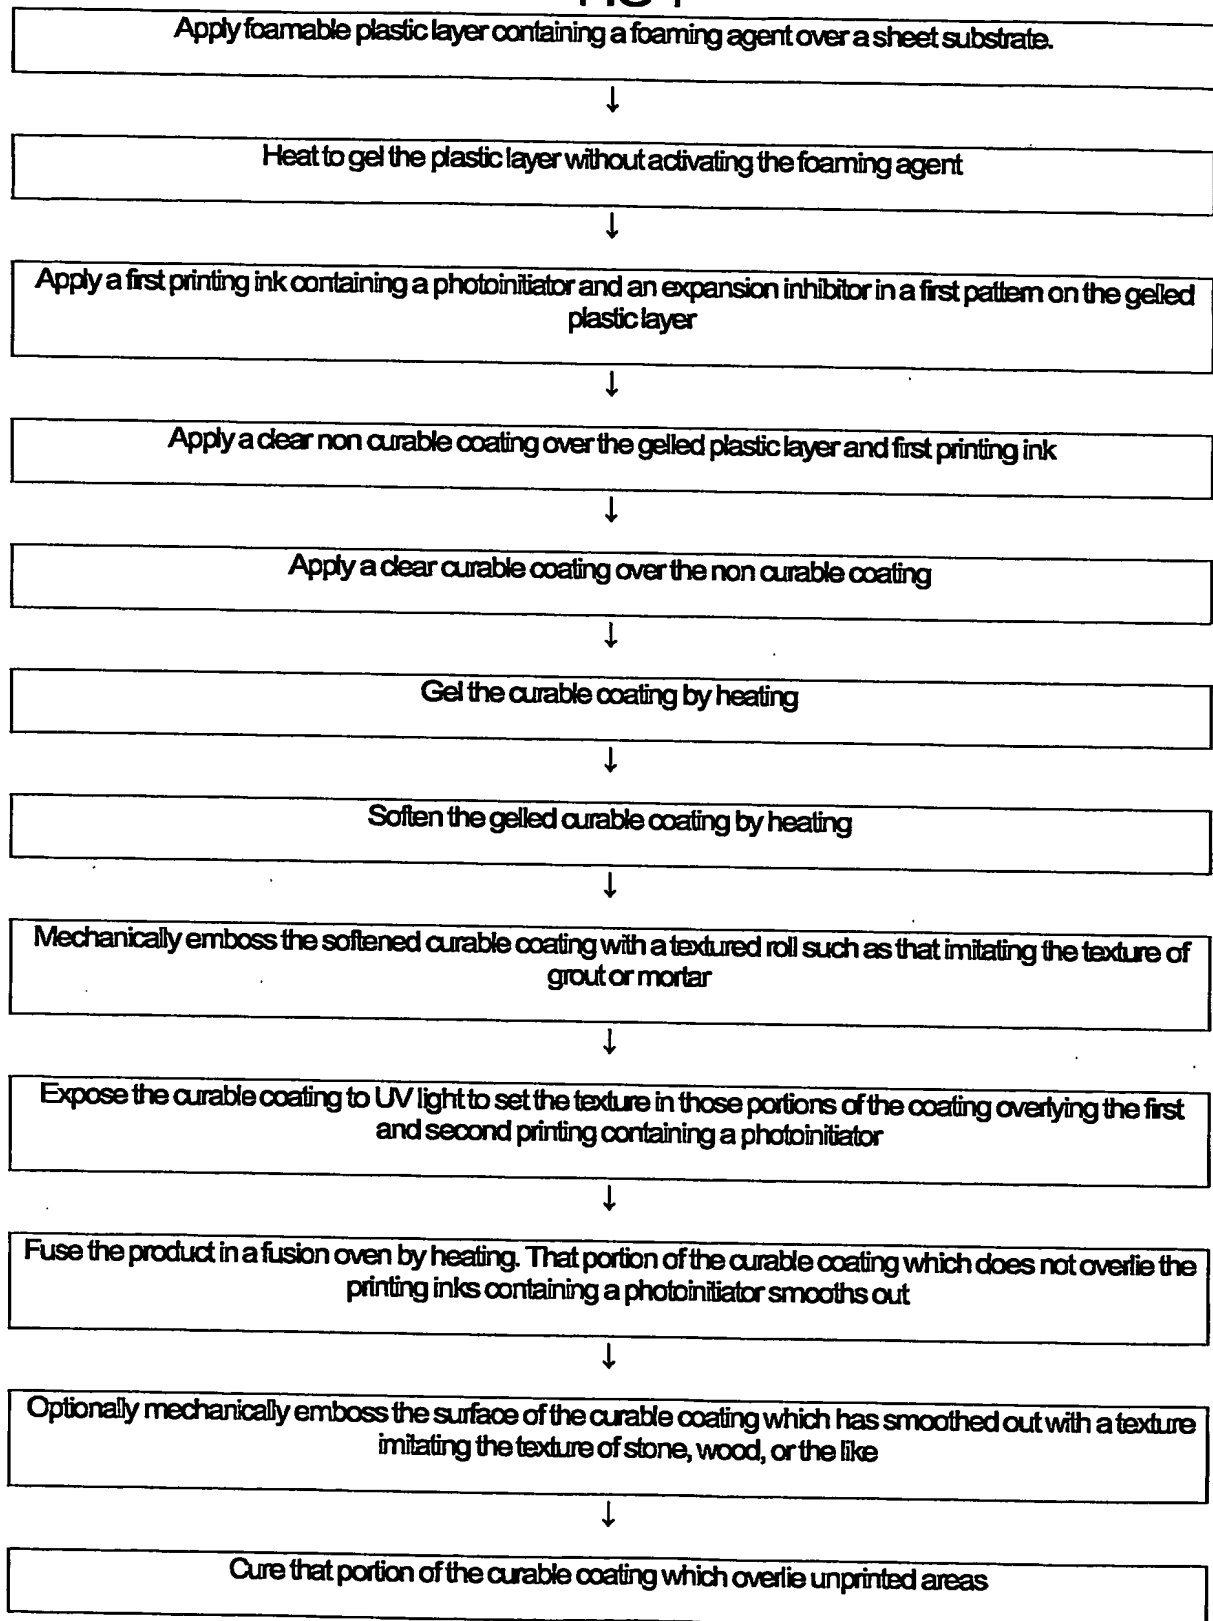 Apply foamable plastic layer containing a foaming agent over a sheet substrate.
↓
Heat to gel the plastic layer without activating the foaming agent
↓
Apply a first printing ink containing a photoinitiator and an expansion inhibitor in a first pattern on the gelled
plastic layer
↓
Apply a clear non curable coating over the gelled plastic layer and first printing ink
↓
Apply a clear curable coating over the non curable coating
↓
Gel the curable coating by heating
↓
Soften the gelled curable coating by heating
↓
Mechanically emboss the softened curable coating with a textured roll such as that imitating the texture of
grout or mortar
↓
Expose the curable coating to UV light to set the texture in those portions of the coating overlying the first
and second printing containing a photoinitiator
↓
Fuse the product in a fusion oven by heating. That portion of the curable coating which does not overlie the
printing inks containing a photoinitiator smooths out
↓
Optionally mechanically emboss the surface of the curable coating which has smoothed out with a texture
imitating the texture of stone, wood, or the like
↓
Cure that portion of the curable coating which overlie unprinted areas